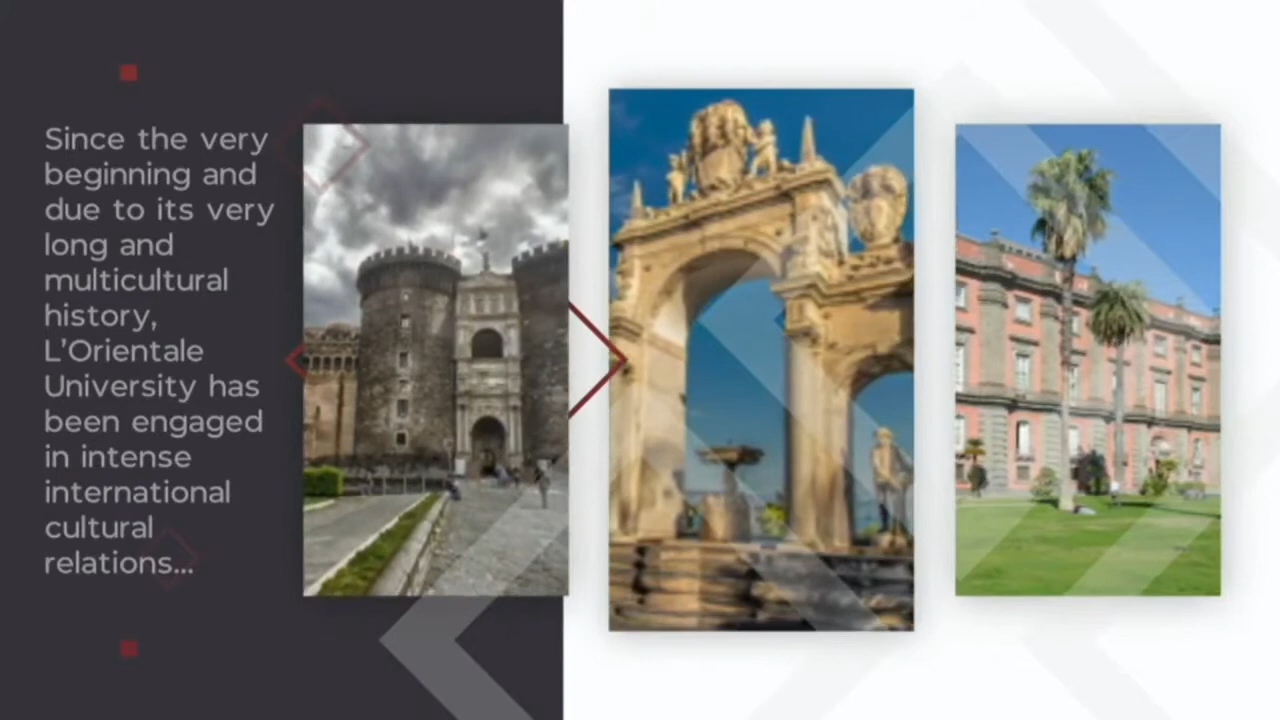 Since the very
beginning and
due to its very
long and
multicultural
history,
L’Orientale
University has
been engaged
in intense
international
cultural
relations...